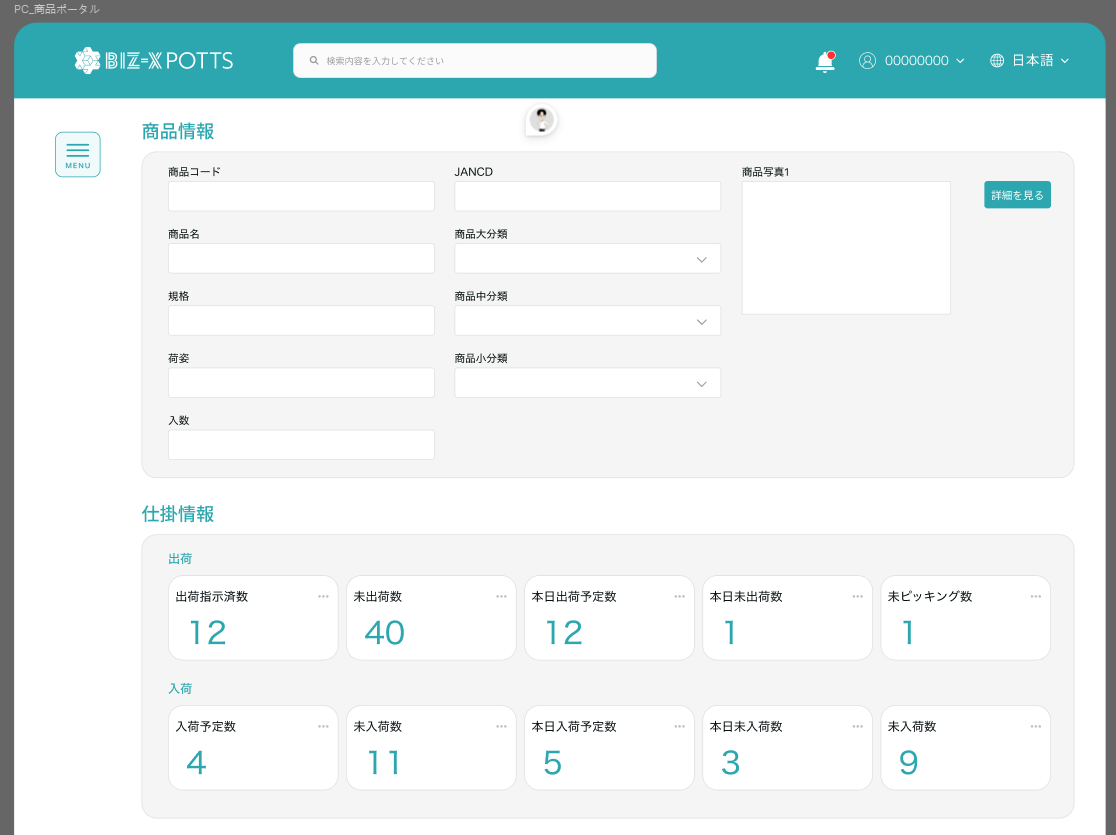 PC_商品ポータル
BIZ-X POTTS
検索内容を入力してください
00000000
日本語
MENU
商品情報
商品コード
JANCD
商品写真1
詳細を見る
商品名
商品大分類
規格
商品中分類
荷姿
商品小分類
入数
仕掛情報
出荷
出荷指示済数
未出荷数
本日出荷予定数
本日未出荷数
未ピッキング数
12
40
12
1
1
入荷
入荷予定数
未入荷数
本日入荷予定数
本日未入荷数
未入荷数
4
11
5
3
9